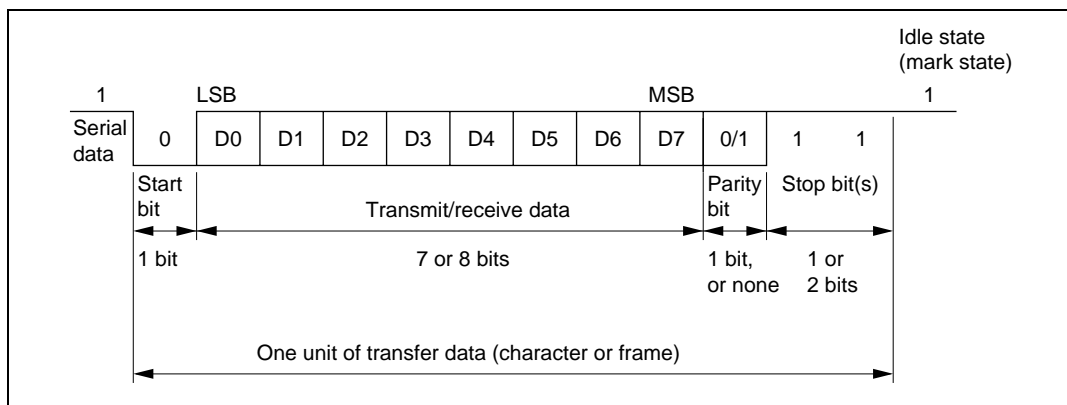 Idle state
(mark state)
1 LSB MSB 1
Serial
data
0 D0 D1 D2 D3 D4 D5 D6 D7 0/1 1 1
Start
bit
Transmit/receive data
Parity
bit
Stop bit(s)
1 bit
7 or 8 bits
1 bit,
or none
1 or
2 bits
One unit of transfer data (character or frame)